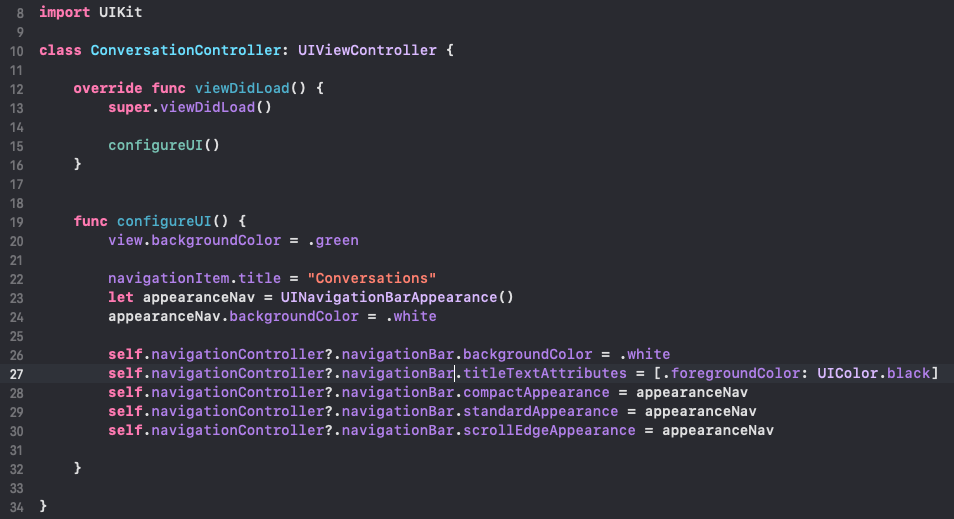 8 import UIKit
9
10 class ConversationController: UIViewController {
11
12     override func viewDidLoad() {
13         super.viewDidLoad()
14
15         configureUI()
16     }
17
18
19     func configureUI() {
20         view.backgroundColor = .green
21
22         navigationItem.title = "Conversations"
23         let appearanceNav = UINavigationBarAppearance()
24         appearanceNav.backgroundColor = .white
25
26         self.navigationController?.navigationBar.backgroundColor = .white
27         self.navigationController?.navigationBar.titleTextAttributes = [.foregroundColor: UIColor.black]
28         self.navigationController?.navigationBar.compactAppearance = appearanceNav
29         self.navigationController?.navigationBar.standardAppearance = appearanceNav
30         self.navigationController?.navigationBar.scrollEdgeAppearance = appearanceNav
31
32     }
33
34 }